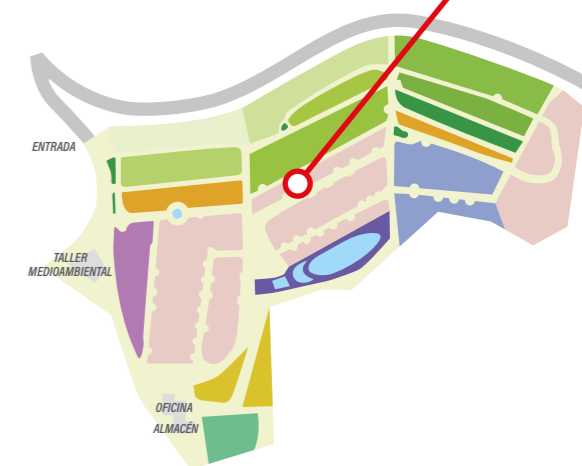 ENTRADA
TALLER
MEDIOAMBIENTAL
OFICINA
ALMACÉN